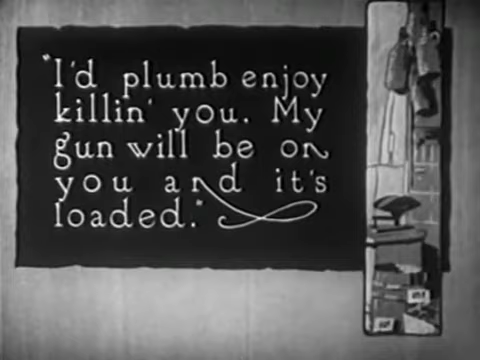 "I'd plumb enjoy
killin' you. My
gun will be on
you and it's
loaded."